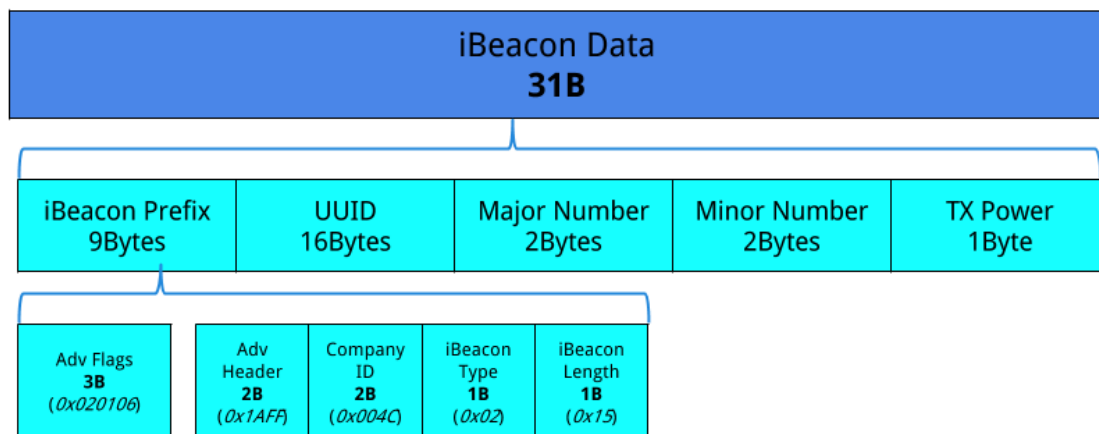 iBeacon Data
31B
iBeacon Prefix
9Bytes
UUID
16Bytes
Major Number
2Bytes
Minor Number
2Bytes
TX Power
1Byte
Adv Flags
3B
(0x020106)
Adv
Header
2B
(0x1AFF)
Company
ID
2B
(0x004C)
iBeacon
Type
1B
(0x02)
iBeacon
Length
1B
(0x15)